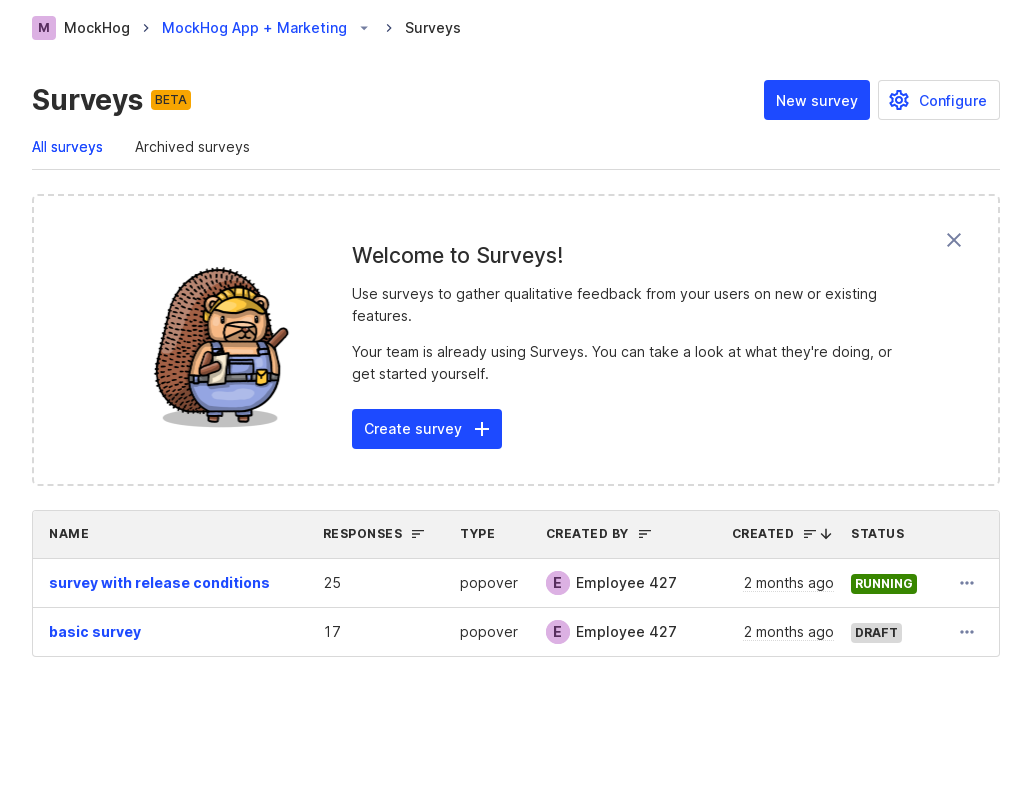 M MockHog MockHog App + Marketing Surveys
Surveys BETA
New survey Configure
All surveys Archived surveys
Welcome to Surveys!
Use surveys to gather qualitative feedback from your users on new or existing
features.
Your team is already using Surveys. You can take a look at what they're doing, or
get started yourself.
Create survey
NAME RESPONSES TYPE CREATED BY CREATED STATUS
survey with release conditions 25 popover E Employee 427 2 months ago RUNNING
basic survey 17 popover E Employee 427 2 months ago DRAFT